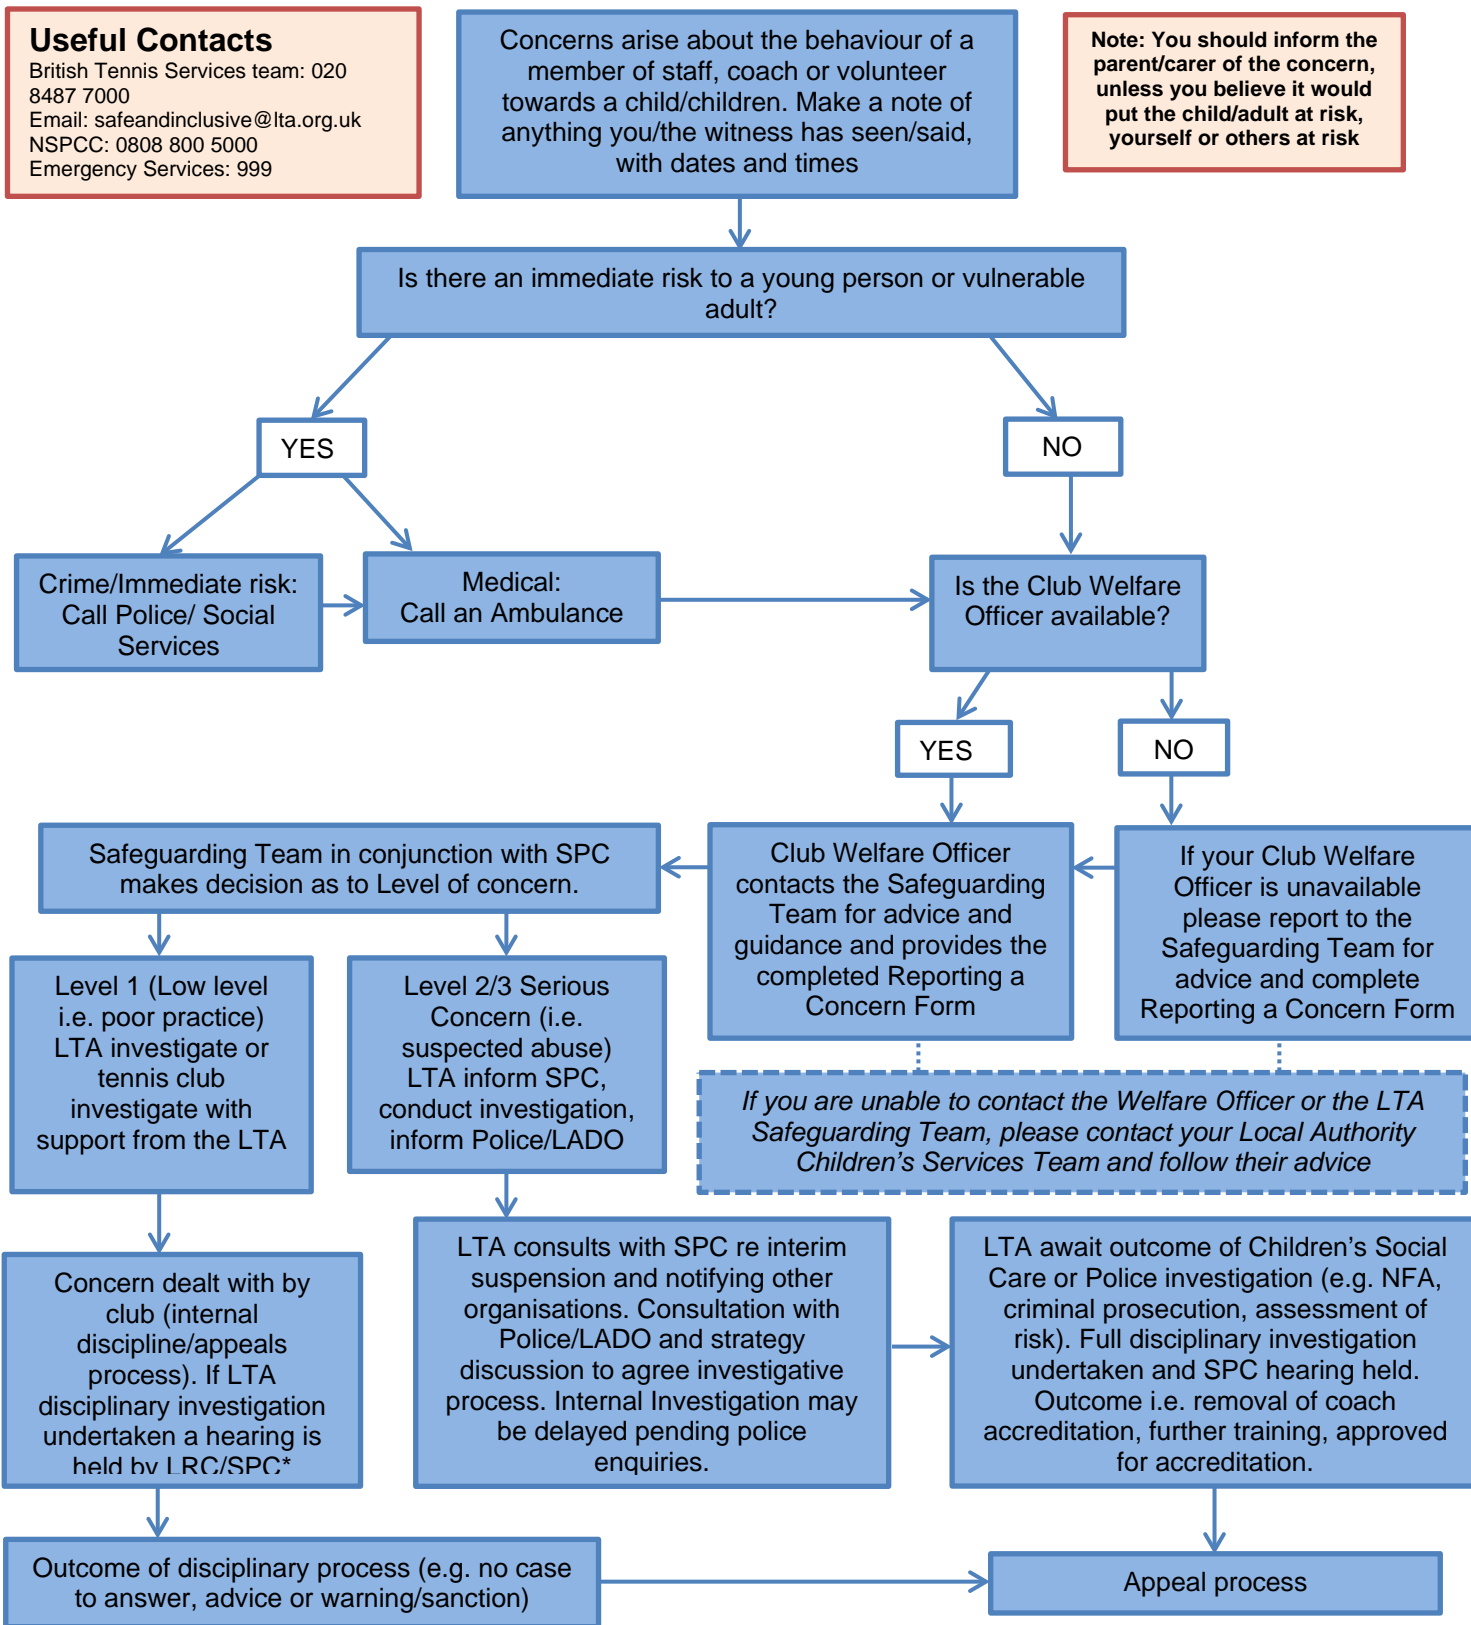 Useful Contacts
British Tennis Services team: 020
8487 7000
Email: safeandinclusive@lta.org.uk
NSPCC: 0808 800 5000
Emergency Services: 999
Concerns arise about the behaviour of a
member of staff, coach or volunteer
towards a child/children. Make a note of
anything you/the witness has seen/said,
with dates and times
Note: You should inform the
parent/carer of the concern,
unless you believe it would
put the child/adult at risk,
yourself or others at risk
Is there an immediate risk to a young person or vulnerable
adult?
YES
NO
Crime/Immediate risk:
Call Police/ Social
Services
Medical:
Call an Ambulance
Is the Club Welfare
Officer available?
YES
NO
Safeguarding Team in conjunction with SPC
makes decision as to Level of concern.
Club Welfare Officer
contacts the Safeguarding
Team for advice and
guidance and provides the
completed Reporting a
Concern Form
If your Club Welfare
Officer is unavailable
please report to the
Safeguarding Team for
advice and complete
Reporting a Concern Form
Level 1 (Low level
i.e. poor practice)
LTA investigate or
tennis club
investigate with
support from the LTA
Level 2/3 Serious
Concern (i.e.
suspected abuse)
LTA inform SPC,
conduct investigation,
inform Police/LADO
If you are unable to contact the Welfare Officer or the LTA
Safeguarding Team, please contact your Local Authority
Children’s Services Team and follow their advice
Concern dealt with by
club (internal
discipline/appeals
process). If LTA
disciplinary investigation
undertaken a hearing is
held by LRC/SPC*
LTA consults with SPC re interim
suspension and notifying other
organisations. Consultation with
Police/LADO and strategy
discussion to agree investigative
process. Internal Investigation may
be delayed pending police
enquiries.
LTA await outcome of Children’s Social
Care or Police investigation (e.g. NFA,
criminal prosecution, assessment of
risk). Full disciplinary investigation
undertaken and SPC hearing held.
Outcome i.e. removal of coach
accreditation, further training, approved
for accreditation.
Outcome of disciplinary process (e.g. no case
to answer, advice or warning/sanction)
Appeal process